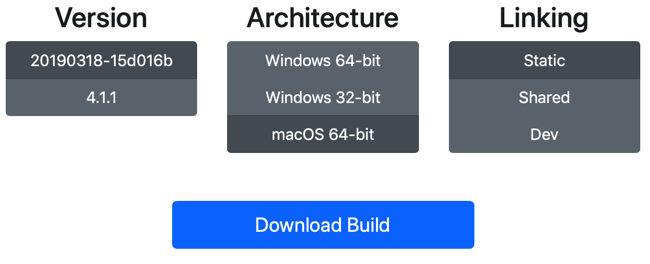 Version
20190318-15d016b
4.1.1
Architecture
Windows 64-bit
Windows 32-bit
macOS 64-bit
Linking
Static
Shared
Dev
Download Build